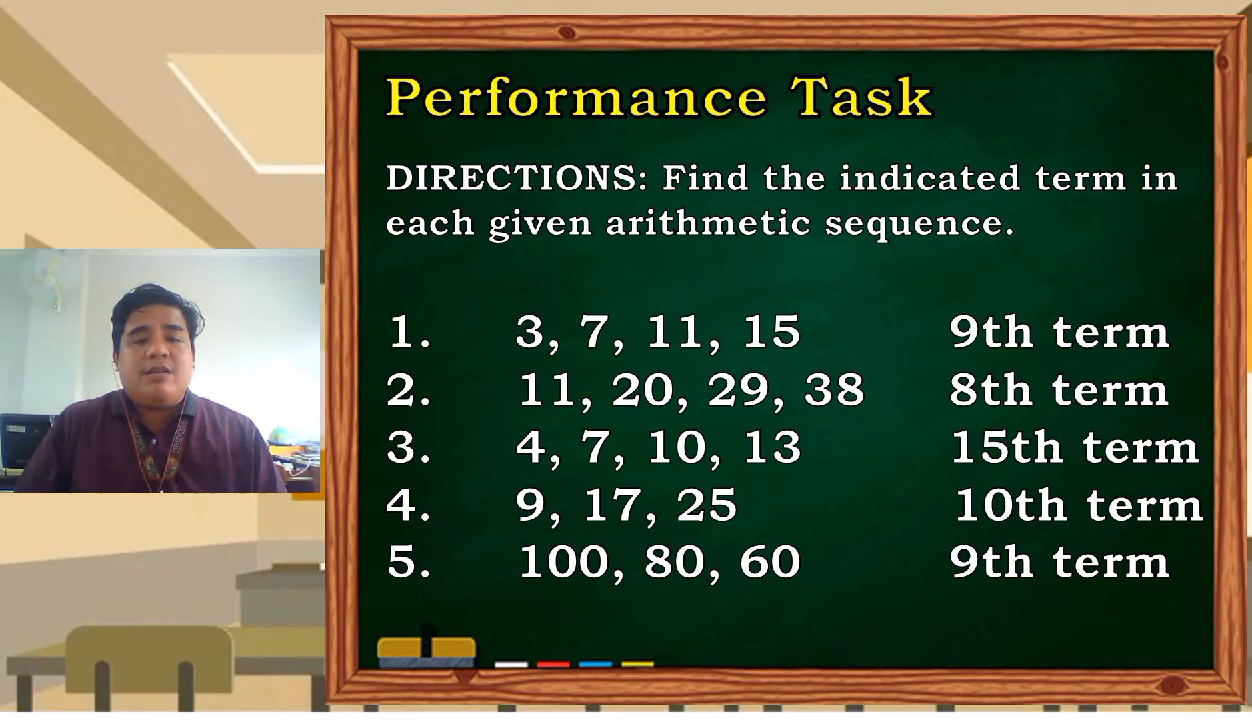 Performance Task
DIRECTIONS: Find the indicated term in
each given arithmetic sequence.
1. 3, 7, 11, 15 9th term
2. 11, 20, 29, 38 8th term
3. 4, 7, 10, 13 15th term
4. 9, 17, 25 10th term
5. 100, 80, 60 9th term